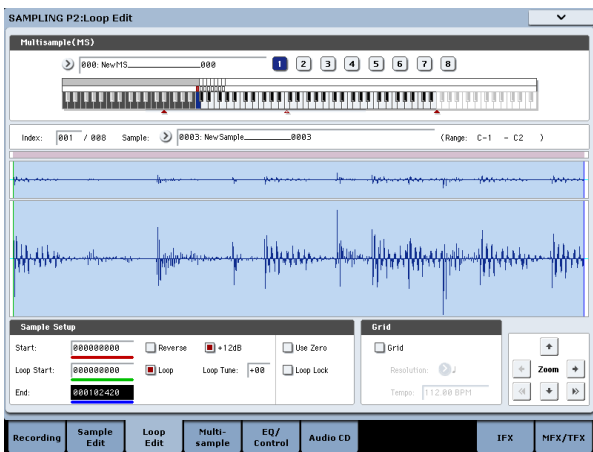 SAMPLING P2:Loop Edit
Multisample(MS)
000: NewMS____________000
1 2 3 4 5 6 7 8
Index: 001 / 008 Sample: 0003: NewSample________0003 (Range: C-1 - C2 )
Sample Setup
Grid
Start: 000000000 Reverse +12dB Use Zero
Grid
Loop Start: 000000000 Loop Loop Tune: +00 Loop Lock
Resolution: ♩
Zoom
End: 000102420
Tempo: 112.00 BPM
Recording Sample Edit Loop Edit Multi-sample EQ/Control Audio CD IFX MFX/TFX